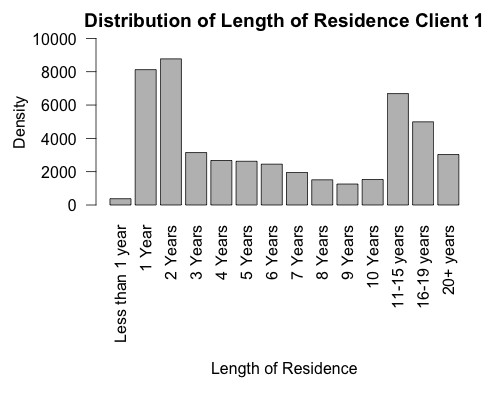 Distribution of Length of Residence Client 1
Density
10000
8000
6000
4000
2000
0
Less than 1 year
1 Year
2 Years
3 Years
4 Years
5 Years
6 Years
7 Years
8 Years
9 Years
10 Years
11-15 years
16-19 years
20+ years
Length of Residence